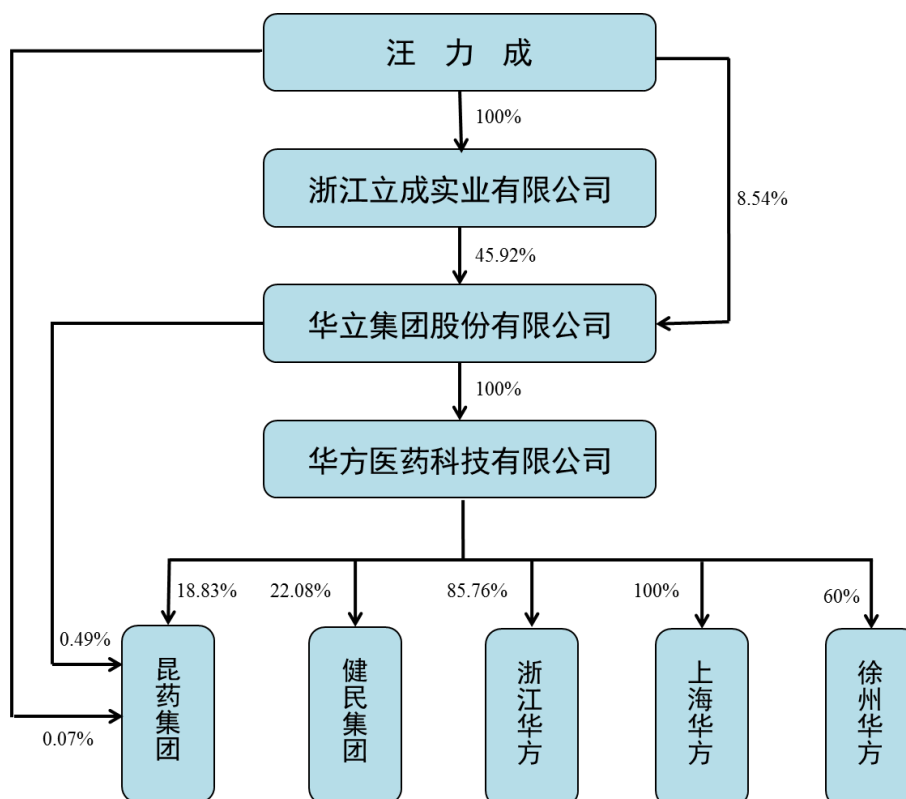 汪 力 成
100%
浙江立成实业有限公司
8.54%
45.92%
华立集团股份有限公司
100%
华方医药科技有限公司
18.83%
22.08%
85.76%
100%
60%
0.49%
昆药集团
健民集团
浙江华方
上海华方
徐州华方
0.07%